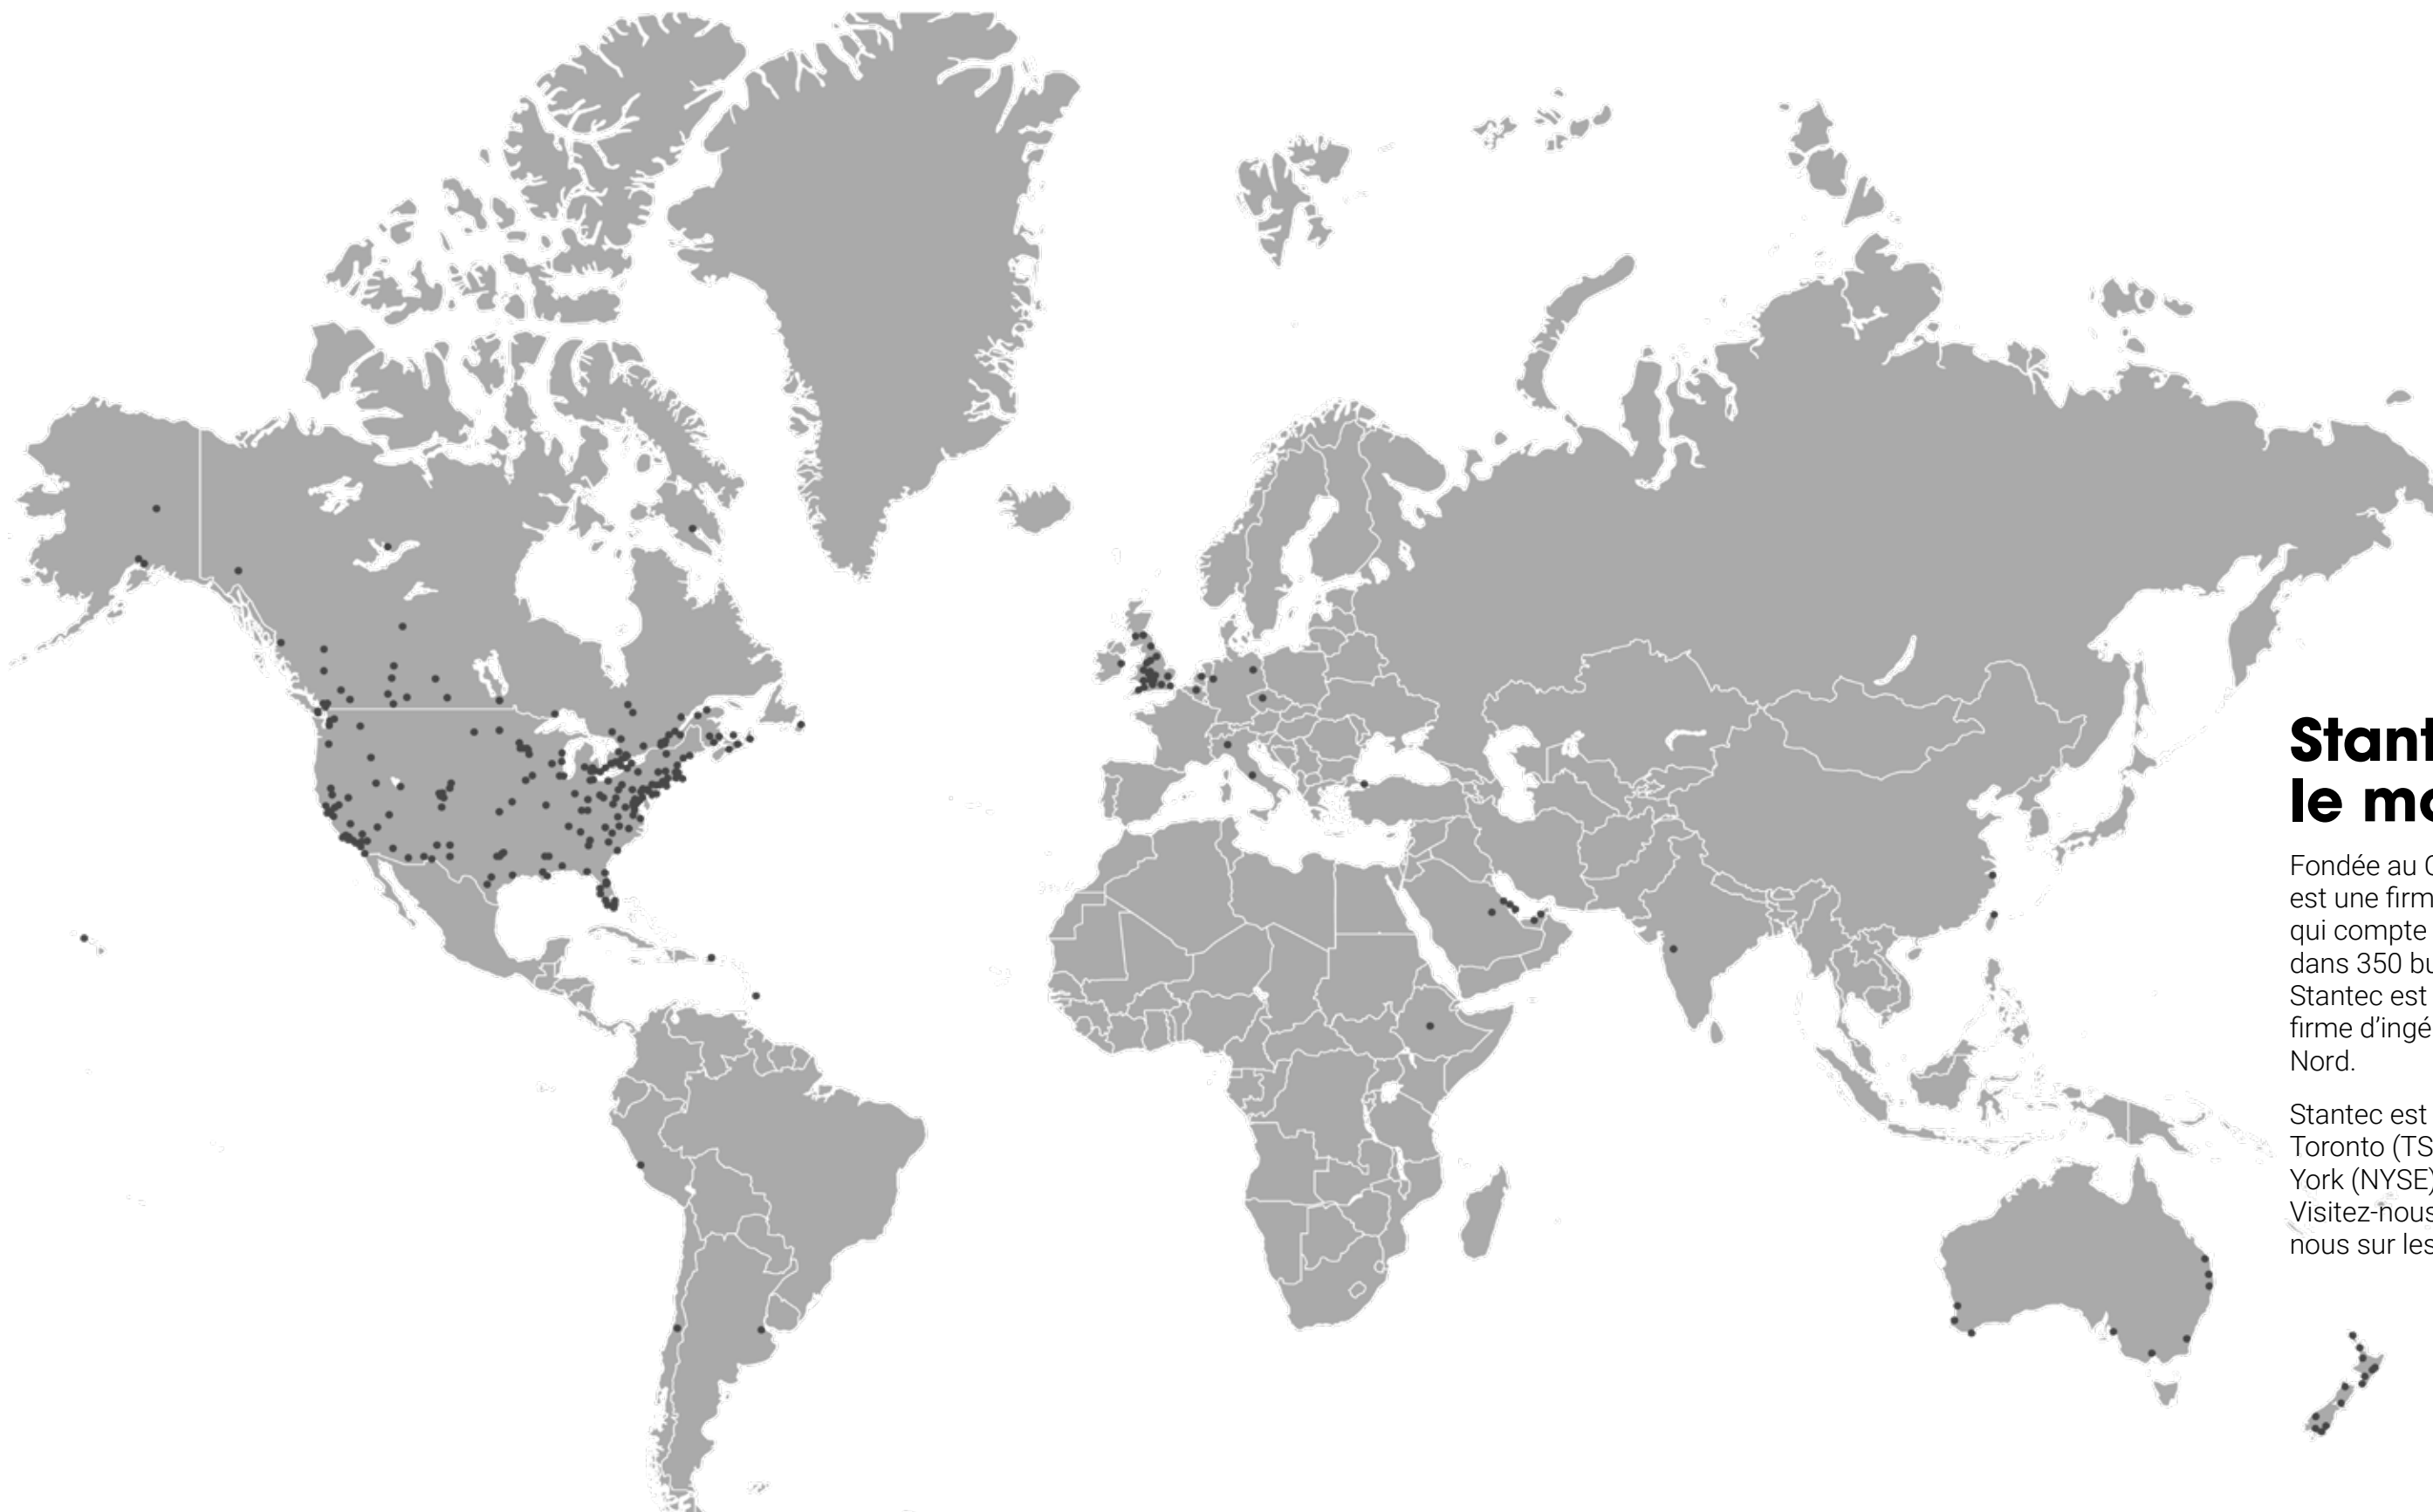 Stant
le mo
Fondée au C
est une firm
qui compte
dans 350 bu
Stantec est
firme d'ingé
Nord.
Stantec est
Toronto (TS
York (NYSE)
Visitez-nous
nous sur les